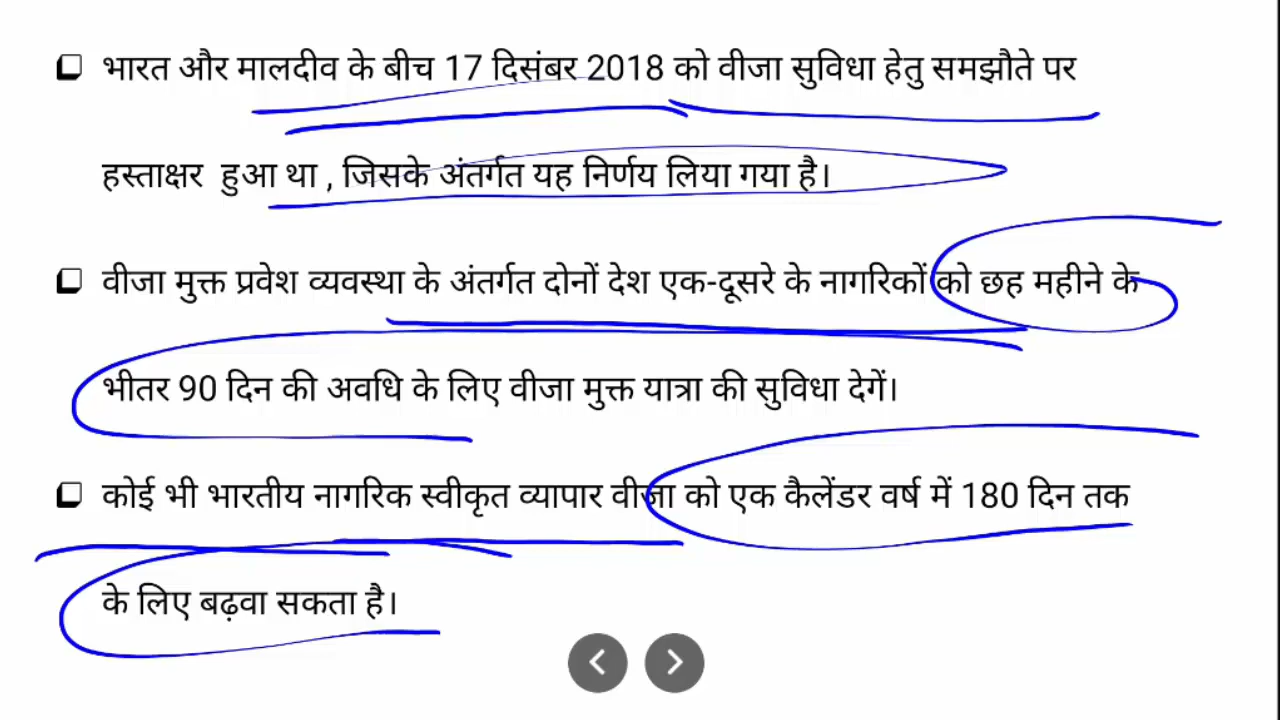 भारत और मालदीव के बीच 17 दिसंबर 2018 को वीजा सुविधा हेतु समझौते पर
हस्ताक्षर हुआ था , जिसके अंतर्गत यह निर्णय लिया गया है।
वीजा मुक्त प्रवेश व्यवस्था के अंतर्गत दोनों देश एक-दूसरे के नागरिकों को छह महीने के
भीतर 90 दिन की अवधि के लिए वीजा मुक्त यात्रा की सुविधा देगें।
कोई भी भारतीय नागरिक स्वीकृत व्यापार वीजा को एक कैलेंडर वर्ष में 180 दिन तक
के लिए बढ़वा सकता है।